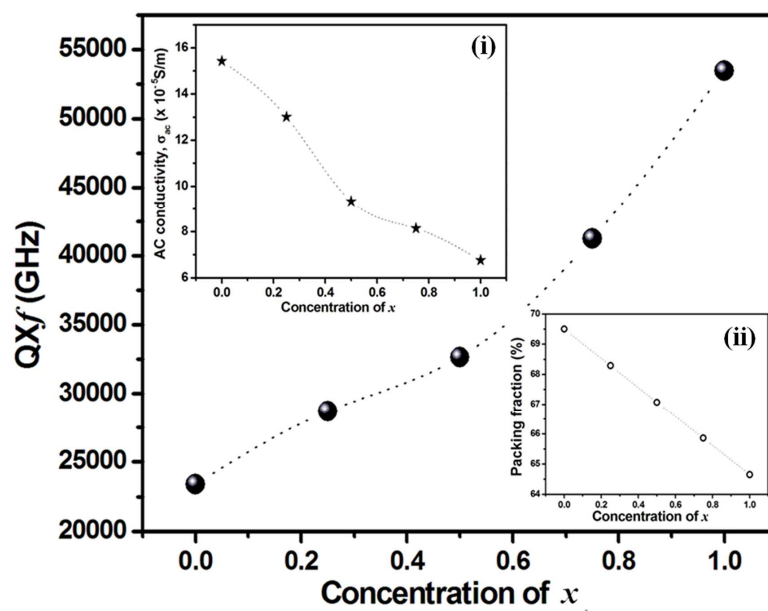 55000
50000
45000
40000
35000
30000
25000
20000
QXf (GHz)
0.0 0.2 0.4 0.6 0.8 1.0
Concentration of x
(i)
16
14
12
10
8
6
AC conductivity, σac (x 10⁻⁵S/m)
0.0 0.2 0.4 0.6 0.8 1.0
Concentration of x
(ii)
70
69
68
67
66
65
64
Packing fraction (%)
0.0 0.2 0.4 0.6 0.8 1.0
Concentration of x